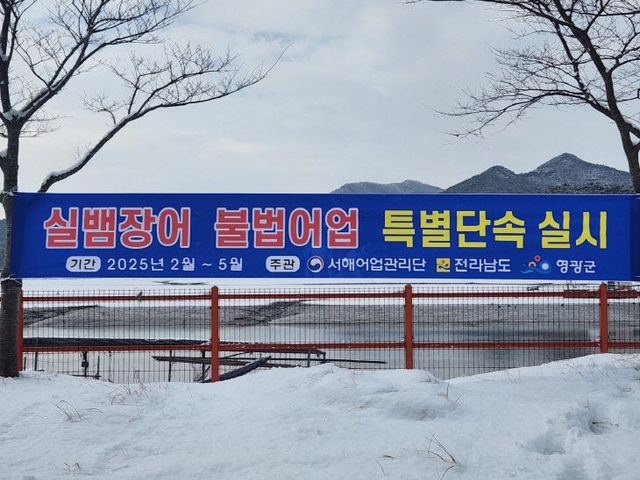 실뱀장어 불법어업 특별단속 실시
기간 2025년 2월 ~ 5월 주관 서해어업관리단 전라남도 영광군